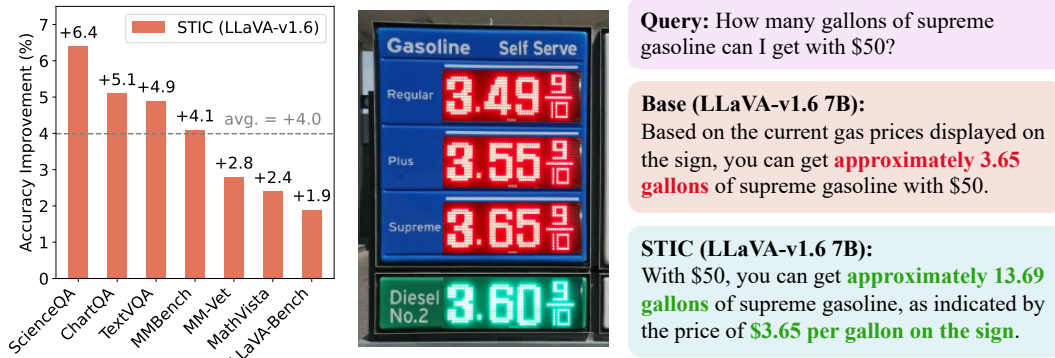 Accuracy Improvement (%)
7
6
5
4
3
2
1
0
STIC (LLaVA-v1.6)
+6.4
+5.1
+4.9
+4.1
avg. = +4.0
+2.8
+2.4
+1.9
ScienceQA
ChartQA
TextVQA
MMBench
MM-Vet
MathVista
LLaVA-Bench
Gasoline Self Serve
Regular 3.49 9/10
Plus 3.55 9/10
Supreme 3.65 9/10
Diesel 3.60 9/10
No.2
Query: How many gallons of supreme
gasoline can I get with $50?
Base (LLaVA-v1.6 7B):
Based on the current gas prices displayed on
the sign, you can get approximately 3.65
gallons of supreme gasoline with $50.
STIC (LLaVA-v1.6 7B):
With $50, you can get approximately 13.69
gallons of supreme gasoline, as indicated by
the price of $3.65 per gallon on the sign.